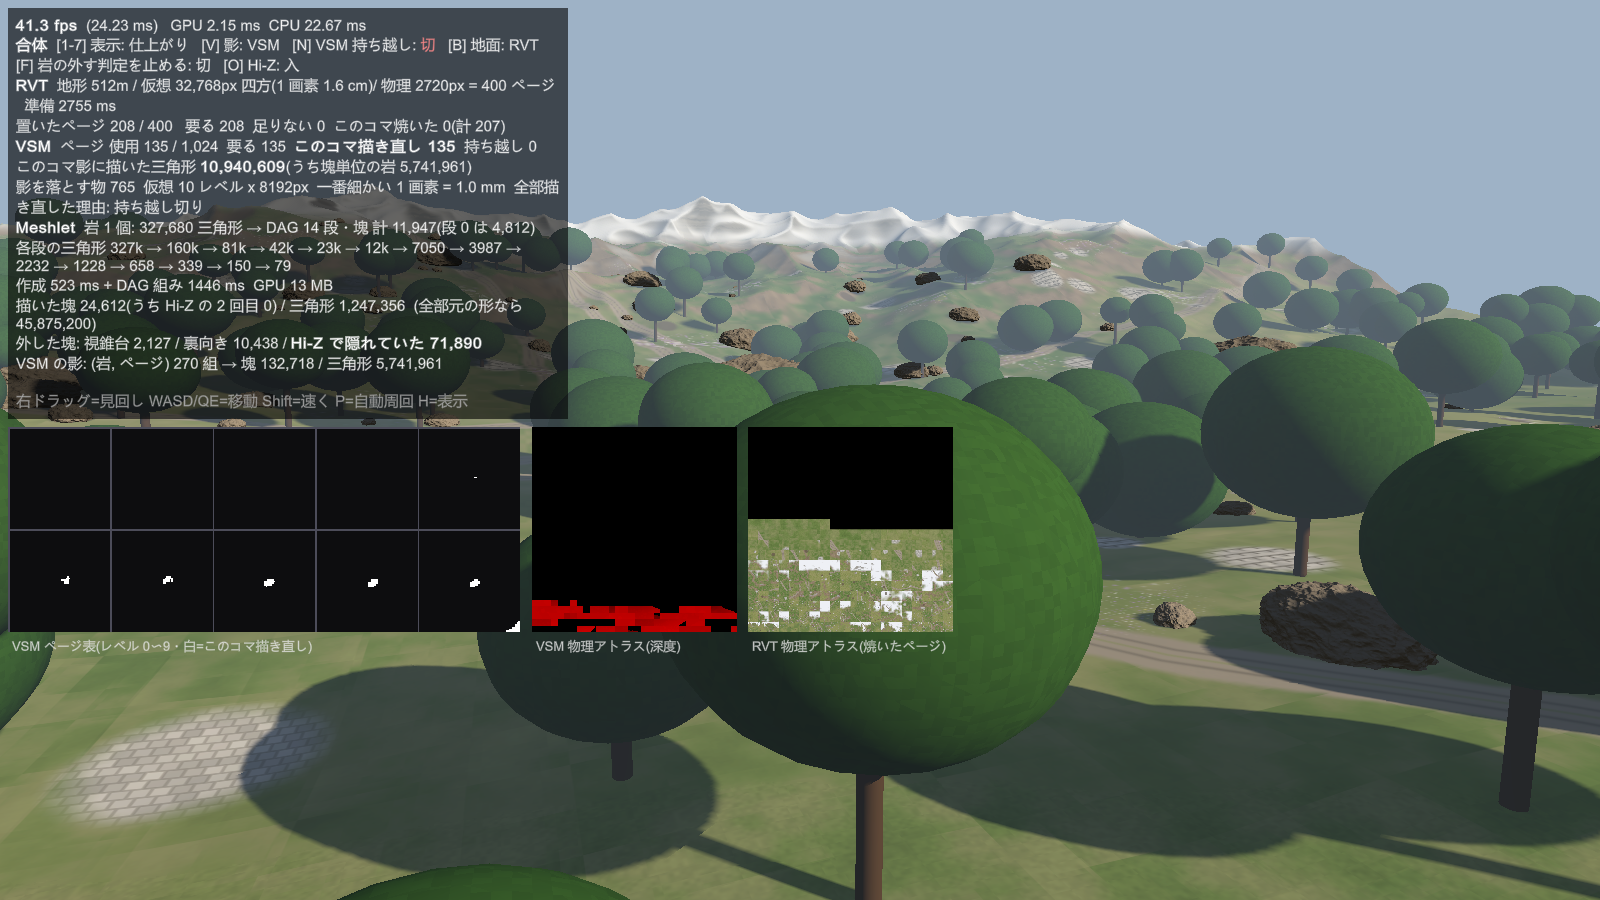 41.3 fps (24.23 ms) GPU 2.15 ms CPU 22.67 ms
合体 [1-7] 表示: 仕上がり [V] 影: VSM [N] VSM 持ち越し: 切 [B] 地面: RVT
[F] 岩の外す判定を止める: 切 [O] Hi-Z: 入
RVT 地形 512m / 仮想 32,768px 四方(1 画素 1.6 cm)/ 物理 2720px = 400 ページ
準備 2755 ms
置いたページ 208 / 400 要る 208 足りない 0 このコマ焼いた 0(計 207)
VSM ページ 使用 135 / 1,024 要る 135 このコマ描き直し 135 持ち越し 0
このコマ影に描いた三角形 10,940,609(うち塊単位の岩 5,741,961)
影を落とす物 765 仮想 10 レベル x 8192px 一番細かい 1 画素 = 1.0 mm 全部描
き直した理由: 持ち越し切り
Meshlet 岩 1 個: 327,680 三角形 → DAG 14 段・塊 計 11,947(段 0 は 4,812)
各段の三角形 327k → 160k → 81k → 42k → 23k → 12k → 7050 → 3987 →
2232 → 1228 → 658 → 339 → 150 → 79
作成 523 ms + DAG 組み 1446 ms GPU 13 MB
描いた塊 24,612(うち Hi-Z の 2 回目 0) / 三角形 1,247,356 (全部元の形なら
45,875,200)
外した塊: 視錐台 2,127 / 裏向き 10,438 / Hi-Z で隠れていた 71,890
VSM の影: (岩, ページ) 270 組 → 塊 132,718 / 三角形 5,741,961
右ドラッグ=見回し WASD/QE=移動 Shift=速く P=自動周回 H=表示
VSM ページ表(レベル 0〜9・白=このコマ描き直し)
VSM 物理アトラス(深度)
RVT 物理アトラス(焼いたページ)